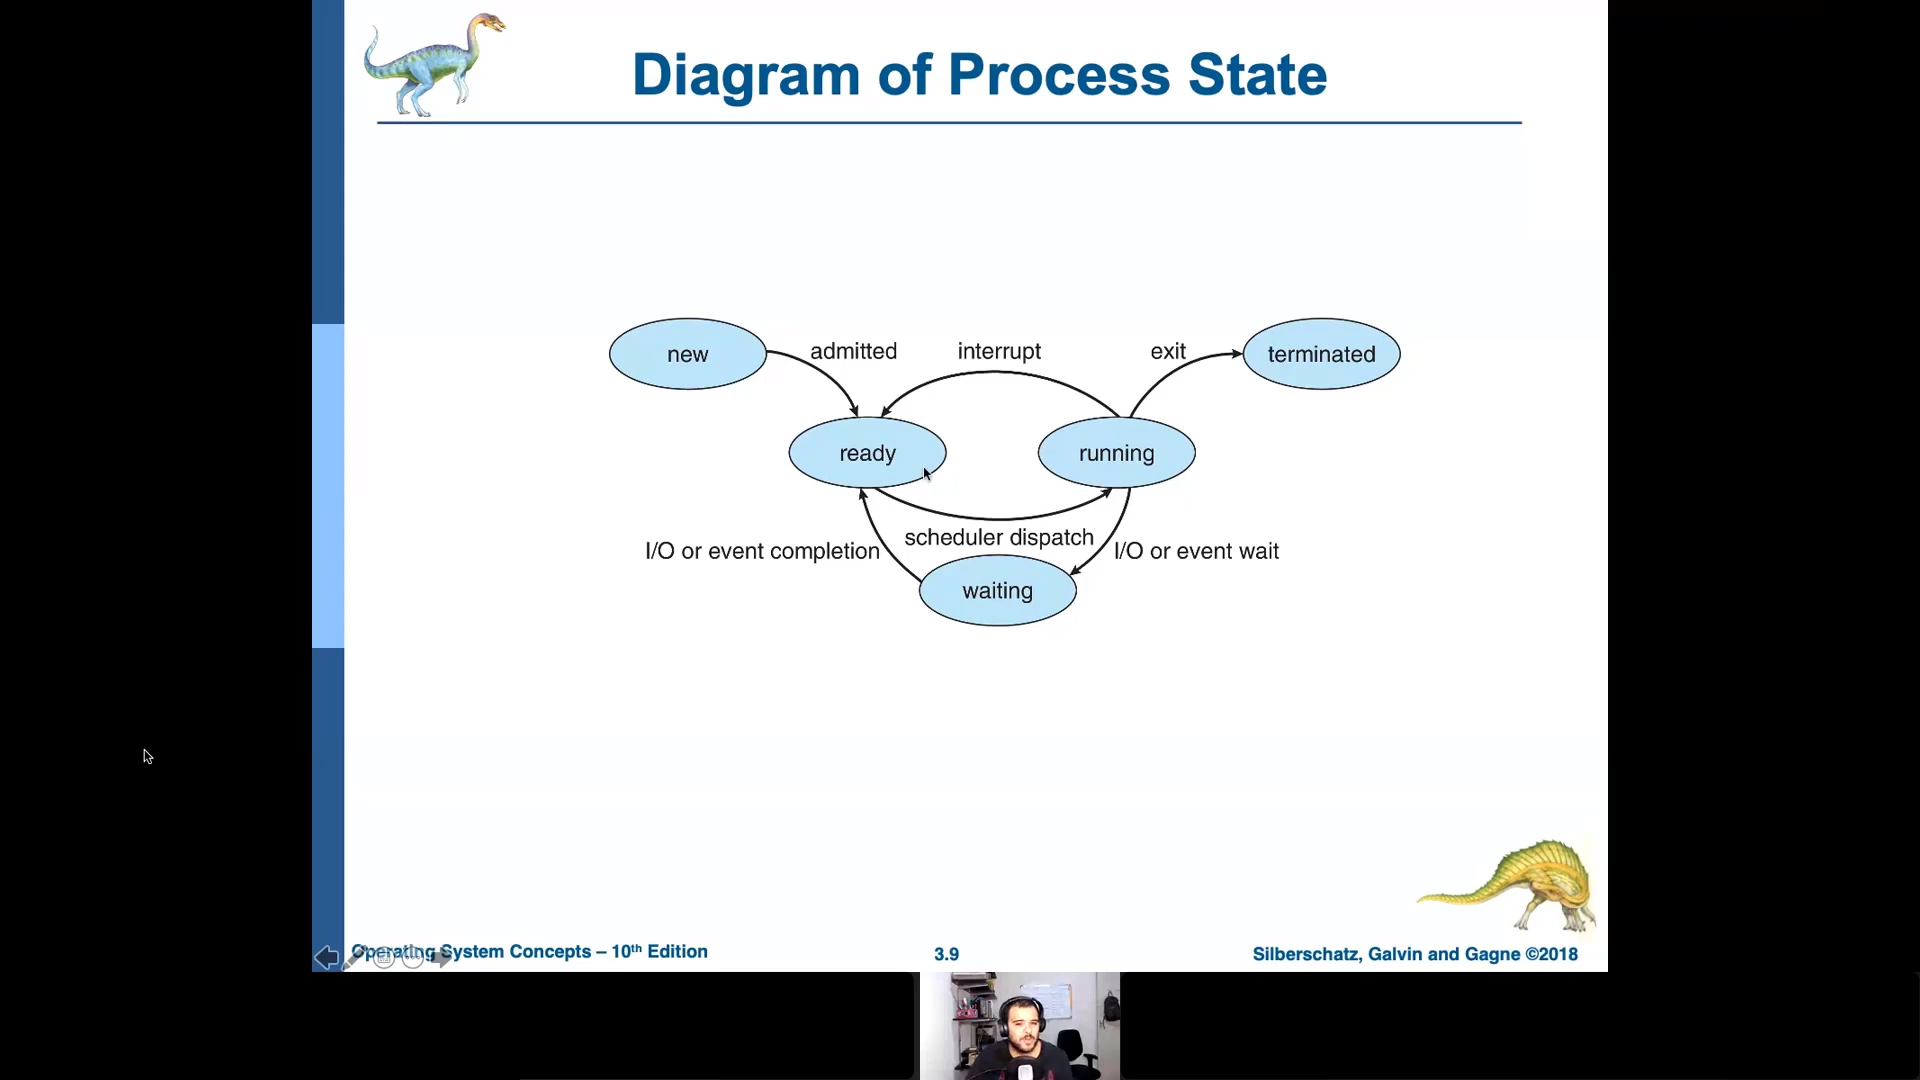 Diagram of Process State
new
admitted
interrupt
exit
terminated
ready
running
I/O or event completion
scheduler dispatch
I/O or event wait
waiting
Operating System Concepts – 10th Edition
3.9
Silberschatz, Galvin and Gagne ©2018